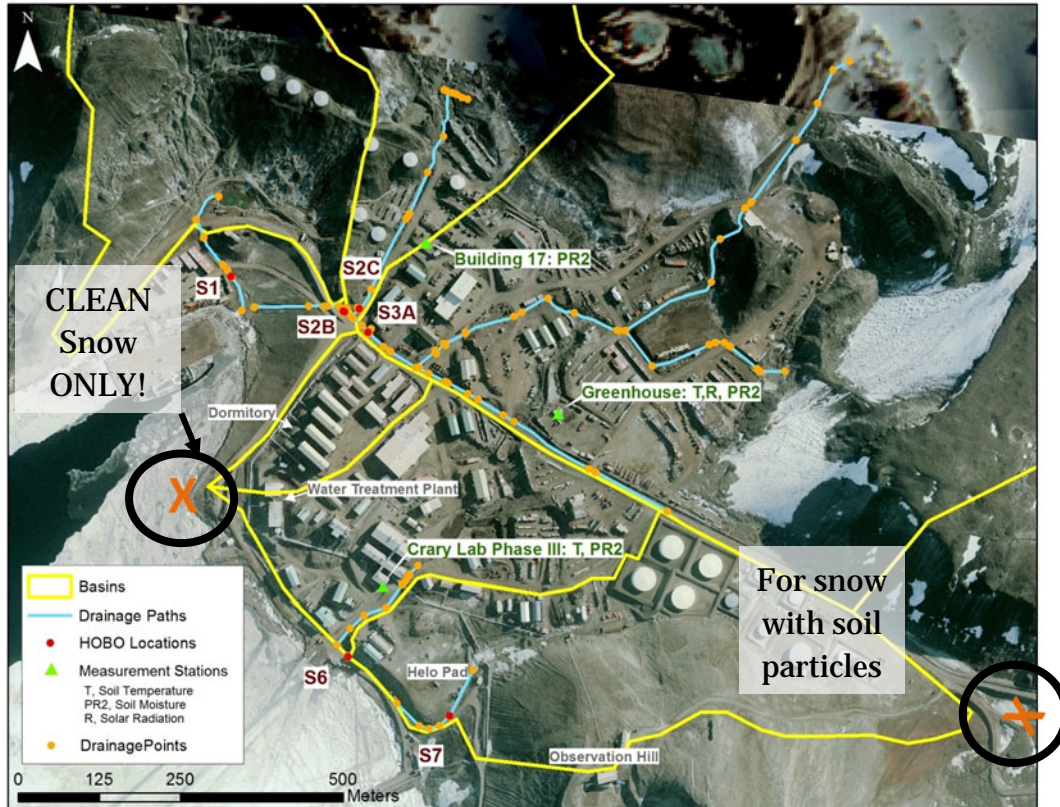 N
S2C
Building 17: PR2
S1
CLEAN
Snow
ONLY!
S2B
S3A
Greenhouse: T,R, PR2
Dormitory
X
Water Treatment Plant
Crary Lab Phase III: T, PR2
For snow
with soil
particles
Basins
Drainage Paths
HOBO Locations
Measurement Stations
T, Soil Temperature
PR2, Soil Moisture
R, Solar Radiation
DrainagePoints
S6
Helo Pad
X
S7
Observation Hill
0 125 250 500
Meters